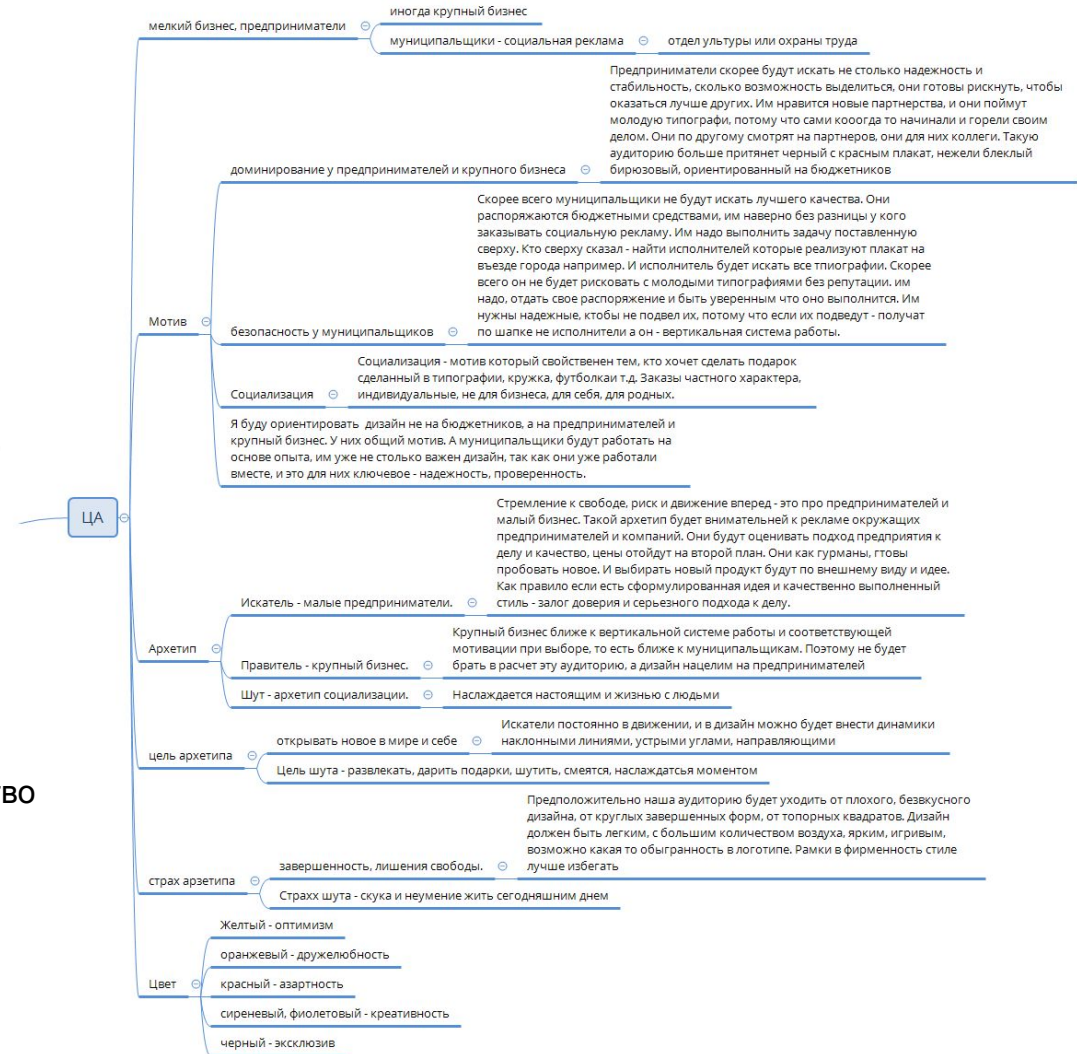 иногда крупный бизнес
мелкий бизнес, предприниматели
муниципальщики - социальная реклама
отдел ультуры или охраны труда
Предприниматели скорее будут искать не столько надежность и
стабильность, сколько возможность выделиться, они готовы рискнуть, чтобы
оказаться лучше других. Им нравится новые партнерства, и они поймут
молодую типографи, потому что сами кооогда то начинали и горели своим
делом. Они по другому смотрят на партнеров, они для них коллеги. Такую
аудиторию больше притянет черный с красным плакат, нежели блеклый
бирюзовый, ориентированный на бюджетников
доминирование у предпринимателей и крупного бизнеса
Скорее всего муниципальщики не будут искать лучшего качества. Они
распоряжаются бюджетными средствами, им наверно без разницы у кого
заказывать социальную рекламу. Им надо выполнить задачу поставленную
сверху. Кто сверху сказал - найти исполнителей которые реализуют плакат на
въезде города например. И исполнитель будет искать все тпиографии. Скорее
всего он не будет рисковать с молодыми типографиями без репутации. им
надо, отдать свое распоряжение и быть уверенным что оно выполнится. Им
нужны надежные, ктобы не подвел их, потому что если их подведут - получат
по шапке не исполнители а он - вертикальная система работы.
Мотив
безопасность у муниципальщиков
Социализация - мотив который свойственен тем, кто хочет сделать подарок
сделанный в типографии, кружка, футболкаи т.д. Заказы частного характера,
индивидуальные, не для бизнеса, для себя, для родных.
Социализация
Я буду ориентировать дизайн не на бюджетников, а на предпринимателей и
крупный бизнес. У них общий мотив. А муниципальщики будут работать на
основе опыта, им уже не столько важен дизайн, так как они уже работали
вместе, и это для них ключевое - надежность, проверенность.
ЦА
Стремление к свободе, риск и движение вперед - это про предпринимателей и
малый бизнес. Такой архетип будет внимательней к рекламе окружащих
предпринимателей и компаний. Они будут оценивать подход предприятия к
делу и качество, цены отойдут на второй план. Они как гурманы, гтовы
пробовать новое. И выбирать новый продукт будут по внешнему виду и идее.
Как правило если есть сформулированная идея и качественно выполненный
стиль - залог доверия и серьезного подхода к делу.
Искатель - малые предприниматели.
Архетип
Крупный бизнес ближе к вертикальной системе работы и соответствующей
мотивации при выборе, то есть ближе к муниципальщикам. Поэтому не будет
брать в расчет эту аудиторию, а дизайн нацелим на предпринимателей
Правитель - крупный бизнес.
Шут - архетип социализации.
Наслаждается настоящим и жизнью с людьми
цель архетипа
открывать новое в мире и себе
Искатели постоянно в движении, и в дизайн можно будет внести динамики
наклонными линиями, устрыми углами, направляющими
Цель шута - развлекать, дарить подарки, шутить, смеятся, наслаждатсья моментом
тво
Предположительно наша аудиторию будет уходить от плохого, безвкусного
дизайна, от круглых завершенных форм, от топорных квадратов. Дизайн
должен быть легким, с большим количеством воздуха, ярким, игривым,
возможно какая то обыгранность в логотипе. Рамки в фирменность стиле
лучше избегать
завершенность, лишения свободы.
страх арзетипа
Страхх шута - скука и неумение жить сегодняшним днем
Желтый - оптимизм
оранжевый - дружелюбность
Цвет
красный - азартность
сиреневый, фиолетовый - креативность
черный - эксклюзив